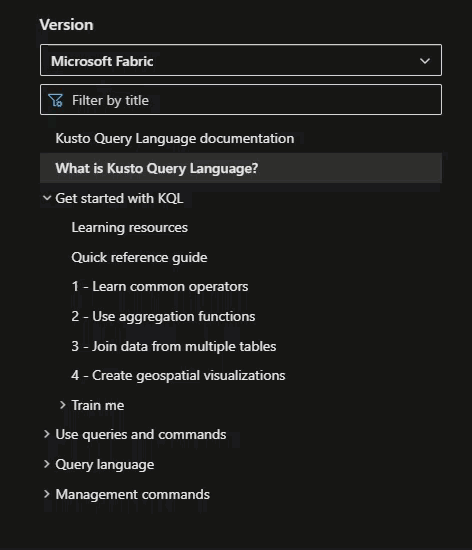 Version
Microsoft Fabric
Filter by title
Kusto Query Language documentation
What is Kusto Query Language?
Get started with KQL
Learning resources
Quick reference guide
1 - Learn common operators
2 - Use aggregation functions
3 - Join data from multiple tables
4 - Create geospatial visualizations
Train me
Use queries and commands
Query language
Management commands